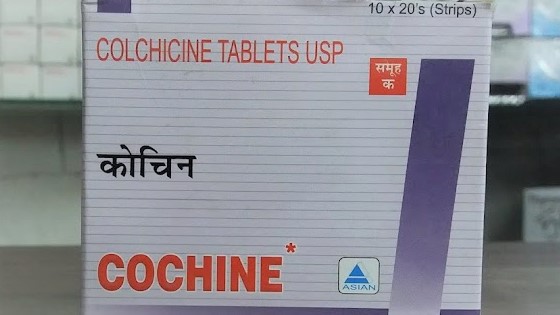 10 x 20's (Strips)
COLCHICINE TABLETS USP
समूह
क
कोचिन
COCHINE*
ASIAN